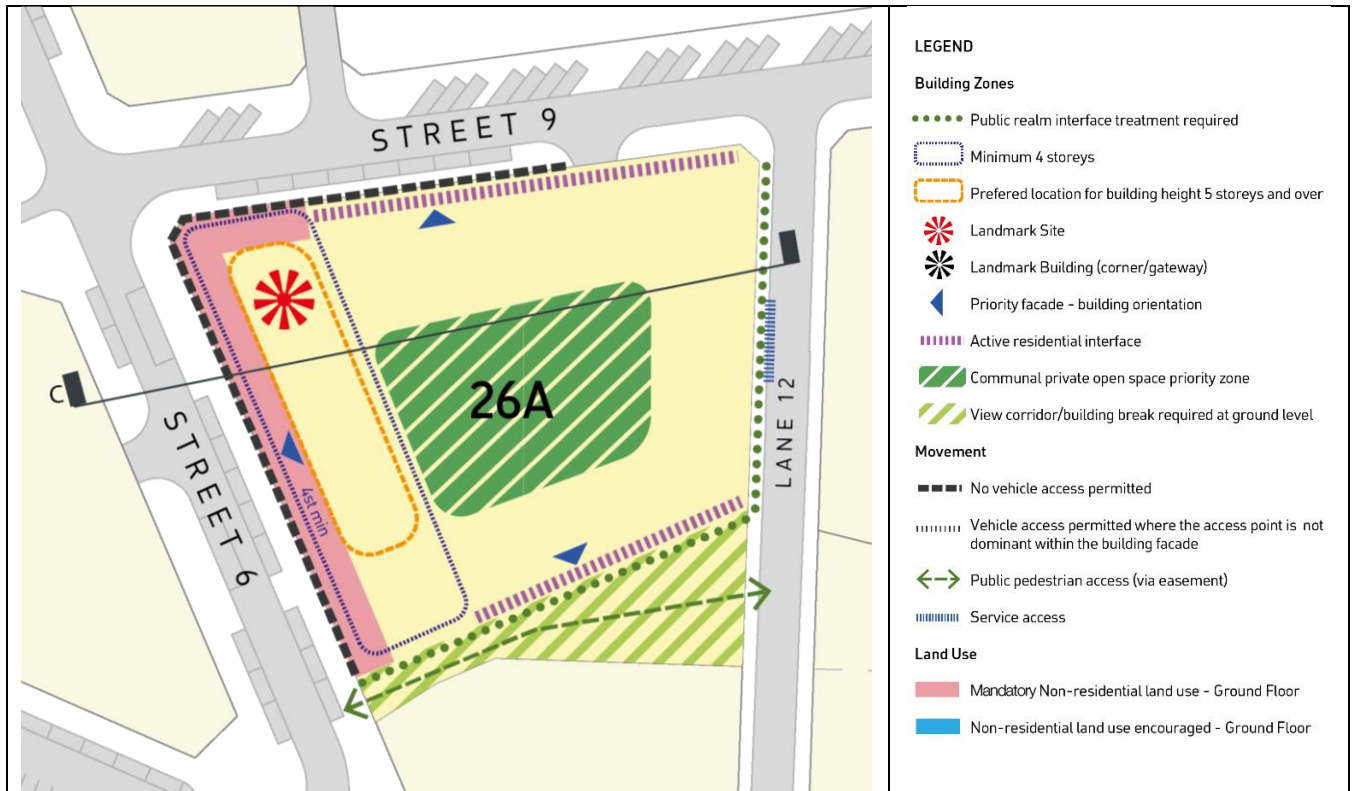 STREET 9
C
26A
LANE 12
STREET 6
4st min
LEGEND
Building Zones
Public realm interface treatment required
Minimum 4 storeys
Prefered location for building height 5 storeys and over
Landmark Site
Landmark Building (corner/gateway)
Priority facade - building orientation
Active residential interface
Communal private open space priority zone
View corridor/building break required at ground level
Movement
No vehicle access permitted
Vehicle access permitted where the access point is not
dominant within the building facade
Public pedestrian access (via easement)
Service access
Land Use
Mandatory Non-residential land use - Ground Floor
Non-residential land use encouraged - Ground Floor